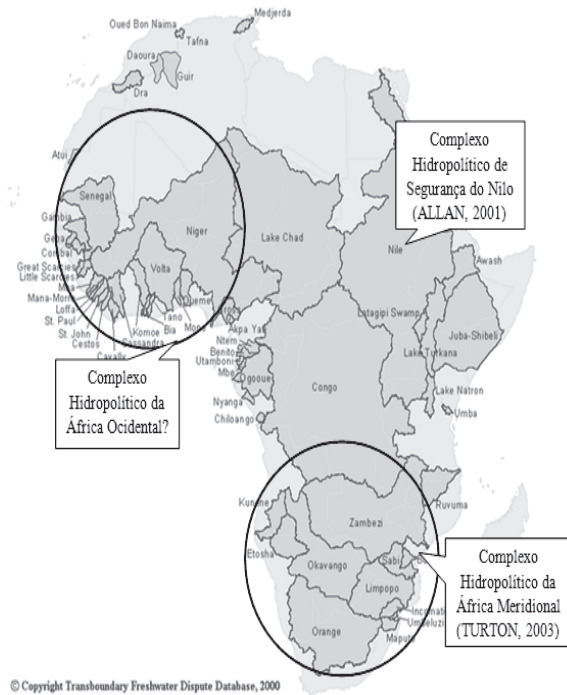 Medjerda
Oued Bon Naima
Tafna
Daoura
Guir
Dra
Atui
Complexo
Hidropolítico de
Segurança do Nilo
(ALLAN, 2001)
Senegal
Gambia
Geba
Corubal
Great Scarcies
Little Scarcies
Moa
Mana-Morro
Loffa
St. Paul
St. John
Cestos
Cavally
Niger
Volta
Oueme
Tano
Komoe
Bia
Mono
Sassandra
Cross
Akpa Yafi
Lake Chad
Nile
Awash
Lotagipi Swamp
Juba-Shibeli
Lake Turkana
Ntem
Benito
Utamboni
Mbe
Ogooue
Nyanga
Chiloango
Congo
Lake Natron
Umba
Complexo
Hidropolítico da
África Ocidental?
Ruvuma
Kunene
Zambezi
Etosha
Okavango
Sabi
Limpopo
Orange
Maputo
Umbeluzi
Incomati
Complexo
Hidropolítico da
África Meridional
(TURTON, 2003)
© Copyright Transboundary Freshwater Dispute Database, 2000